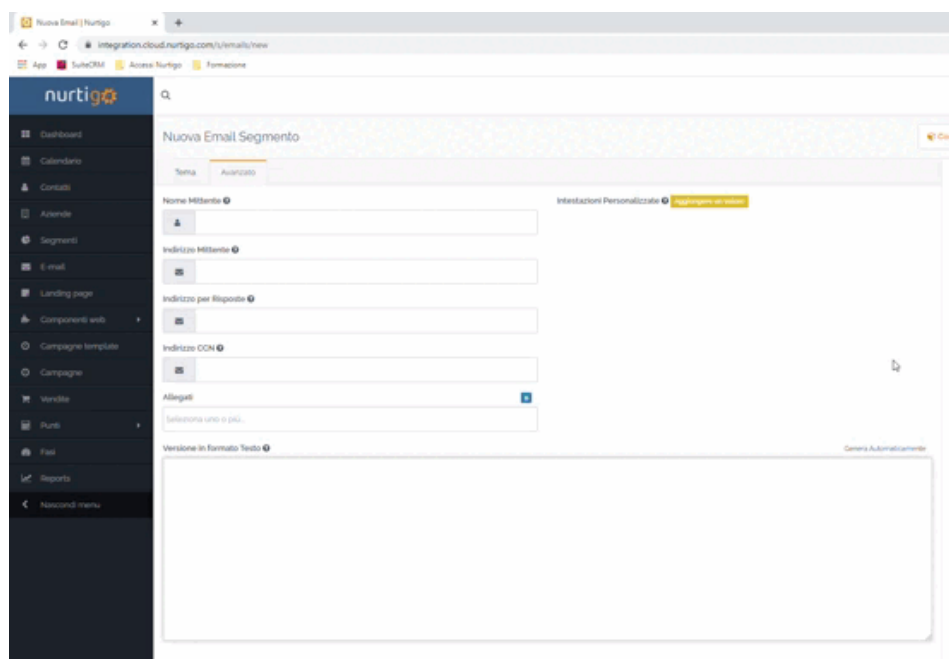 Nuova Email | Nurtigo
integration.cloud.nurtigo.com/s/emails/new
App SuiteCRM Accessi Nurtigo Formazione
nurtigo
Dashboard
Calendario
Contatti
Aziende
Segmenti
E-mail
Landing page
Componenti web
Campagne template
Campagne
Vendite
Punti
Fasi
Reports
Nascondi menu
Nuova Email Segmento
Co
Tema Avanzato
Nome Mittente
Intestazioni Personalizzate Aggiungere un valore
Indirizzo Mittente
Indirizzo per Risposte
Indirizzo CCN
Allegati
Seleziona uno o più...
Versione in formato Testo
Genera Automaticamente